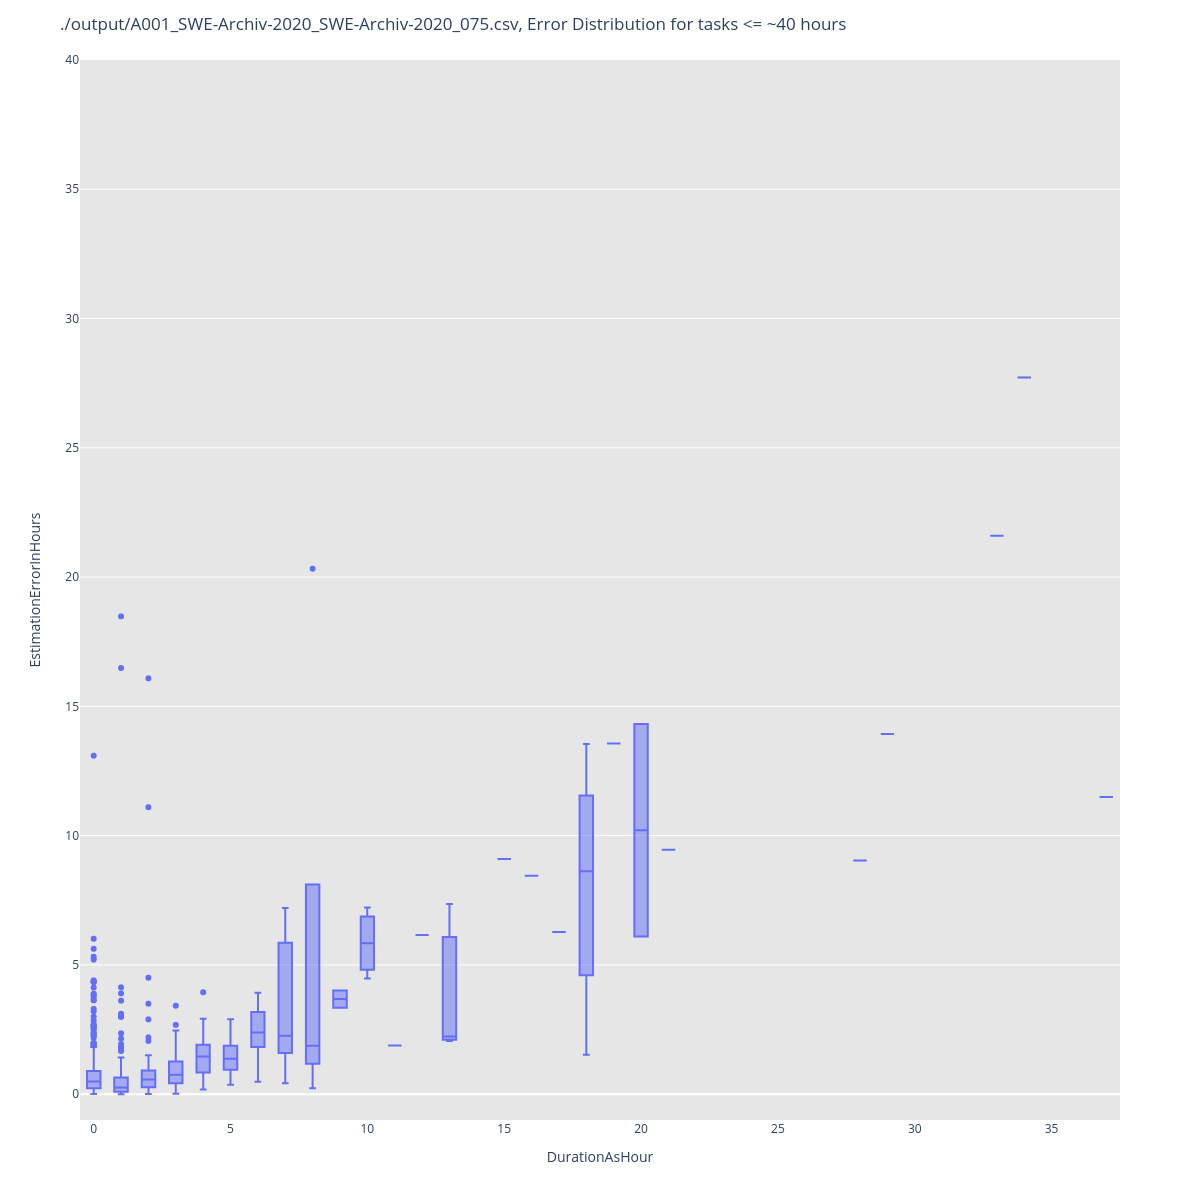 ./output/A001_SWE-Archiv-2020_SWE-Archiv-2020_075.csv, Error Distribution for tasks <= ~40 hours
40
35
30
25
20
15
10
5
0
EstimationErrorInHours
0 5 10 15 20 25 30 35
DurationAsHour